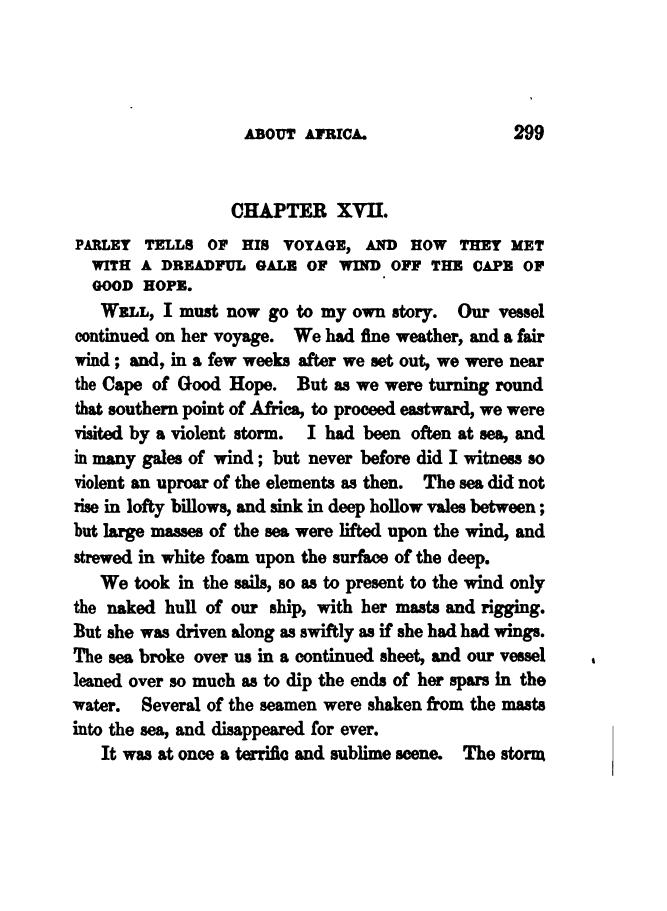 ABOUT AFRICA. 299
CHAPTER XVII.
PARLEY TELLS OF HIS VOYAGE, AND HOW THEY MET
WITH A DREADFUL GALE OF WIND OFF THE CAPE OF
GOOD HOPE.
WELL, I must now go to my own story. Our vessel
continued on her voyage. We had fine weather, and a fair
wind; and, in a few weeks after we set out, we were near
the Cape of Good Hope. But as we were turning round
that southern point of Africa, to proceed eastward, we were
visited by a violent storm. I had been often at sea, and
in many gales of wind; but never before did I witness so
violent an uproar of the elements as then. The sea did not
rise in lofty billows, and sink in deep hollow vales between;
but large masses of the sea were lifted upon the wind, and
strewed in white foam upon the surface of the deep.
We took in the sails, so as to present to the wind only
the naked hull of our ship, with her masts and rigging.
But she was driven along as swiftly as if she had had wings.
The sea broke over us in a continued sheet, and our vessel
leaned over so much as to dip the ends of her spars in the
water. Several of the seamen were shaken from the masts
into the sea, and disappeared for ever.
It was at once a terrific and sublime scene. The storm